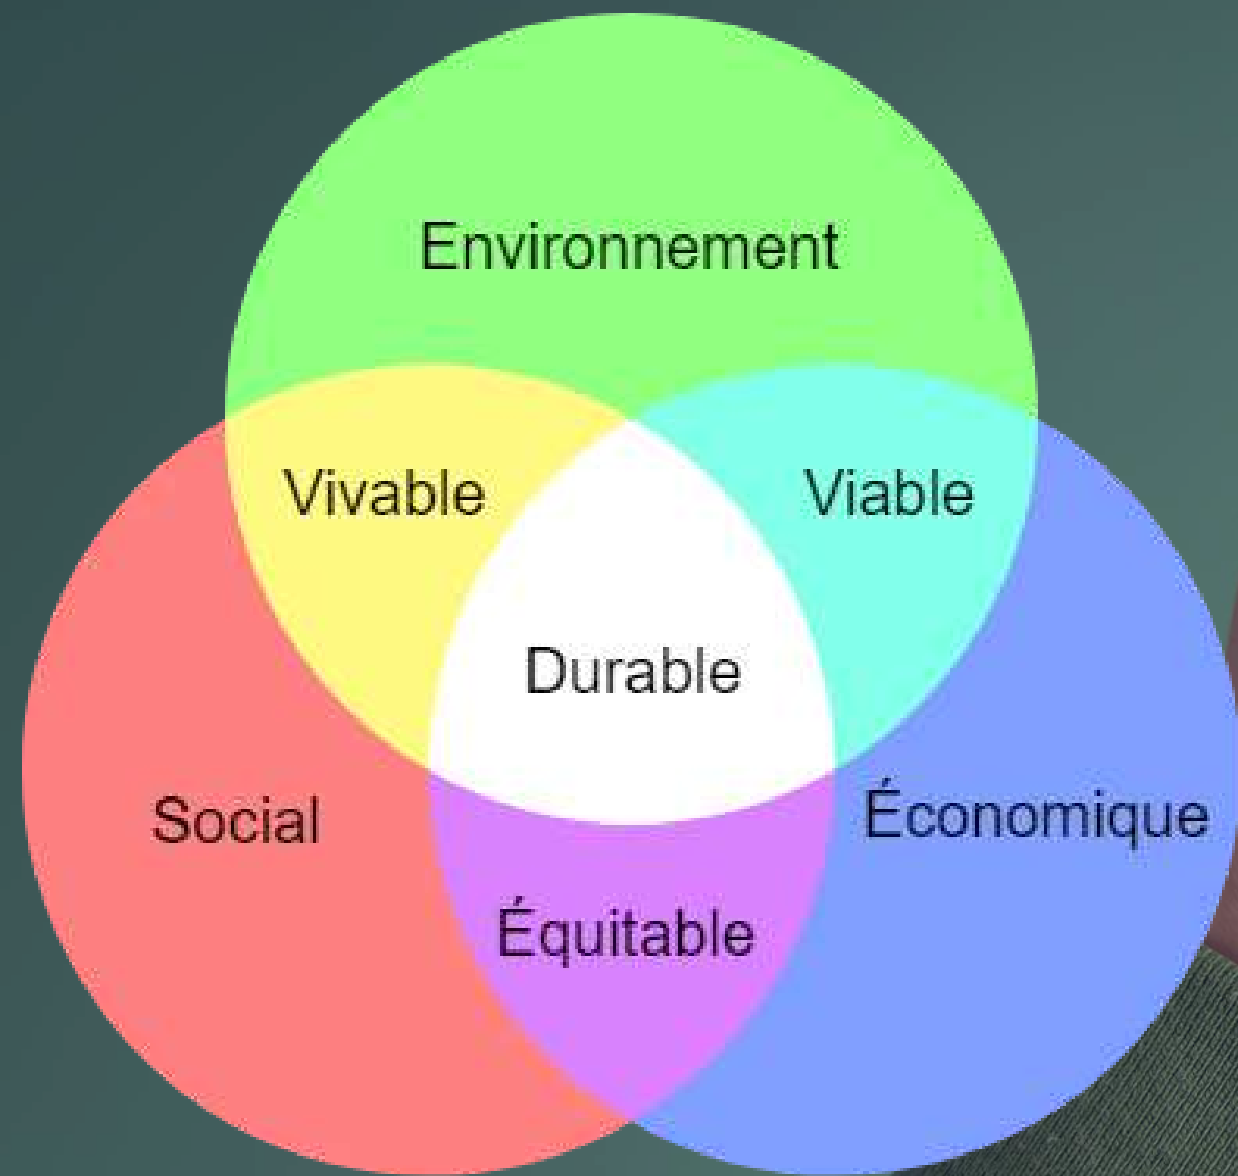 Environnement
Vivable
Viable
Durable
Social
Économique
Équitable